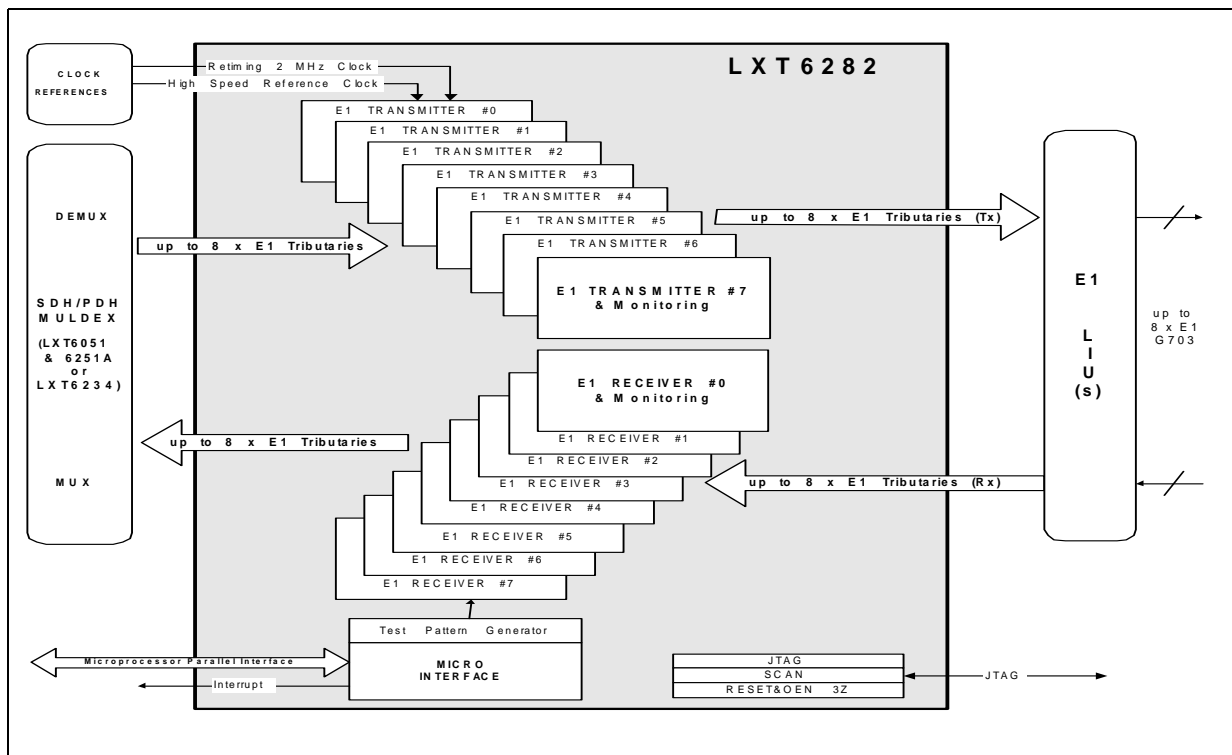 LXT6282
CLOCK
REFERENCES
Retiming 2 MHz Clock
High Speed Reference Clock
E1 TRANSMITTER #0
E1 TRANSMITTER #1
E1 TRANSMITTER #2
E1 TRANSMITTER #3
E1 TRANSMITTER #4
E1 TRANSMITTER #5
E1 TRANSMITTER #6
E1 TRANSMITTER #7
& Monitoring
DEMUX
SDH/PDH
MULDEX
(LXT6051
& 6251A
or
LXT6234)
MUX
up to 8 x E1 Tributaries
up to 8 x E1 Tributaries (Tx)
E1
LIU
(s)
up to
8 x E1
G703
E1 RECEIVER #0
& Monitoring
E1 RECEIVER #1
E1 RECEIVER #2
E1 RECEIVER #3
E1 RECEIVER #4
E1 RECEIVER #5
E1 RECEIVER #6
E1 RECEIVER #7
up to 8 x E1 Tributaries
up to 8 x E1 Tributaries (Rx)
Test Pattern Generator
MICRO
INTERFACE
Microprocessor Parallel Interface
Interrupt
JTAG
SCAN
RESET&OEN 3Z
JTAG